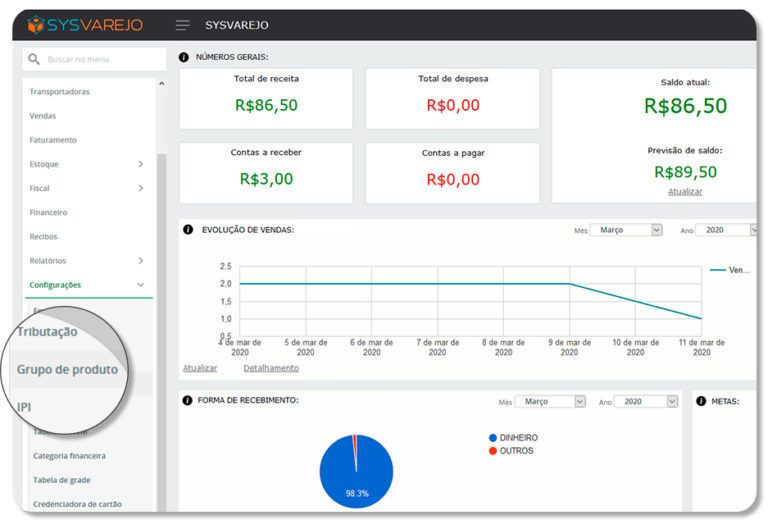 SYSVAREJO
SYSVAREJO
Buscar no menu
Transportadoras
Vendas
Faturamento
Estoque
Fiscal
Financeiro
Recibos
Relatórios
Configurações
Tributação
Grupo de produto
IPI
Categoria financeira
Tabela de grade
Credenciadora de cartão
NÚMEROS GERAIS:
Total de receita
R$86,50
Total de despesa
R$0,00
Saldo atual:
R$86,50
Contas a receber
R$3,00
Contas a pagar
R$0,00
Previsão de saldo:
R$89,50
Atualizar
EVOLUÇÃO DE VENDAS:
Mês Março Ano 2020
2,5
2,0
1,5
1,0
0,5
Ven...
4 de mar de 5 de mar de 6 de mar de 7 de mar de 8 de mar de 9 de mar de 10 de mar de 11 de mar de
2020 2020 2020 2020 2020 2020 2020 2020
Atualizar Detalhamento
FORMA DE RECEBIMENTO:
Mês Março Ano 2020
DINHEIRO
OUTROS
98.3%
METAS: